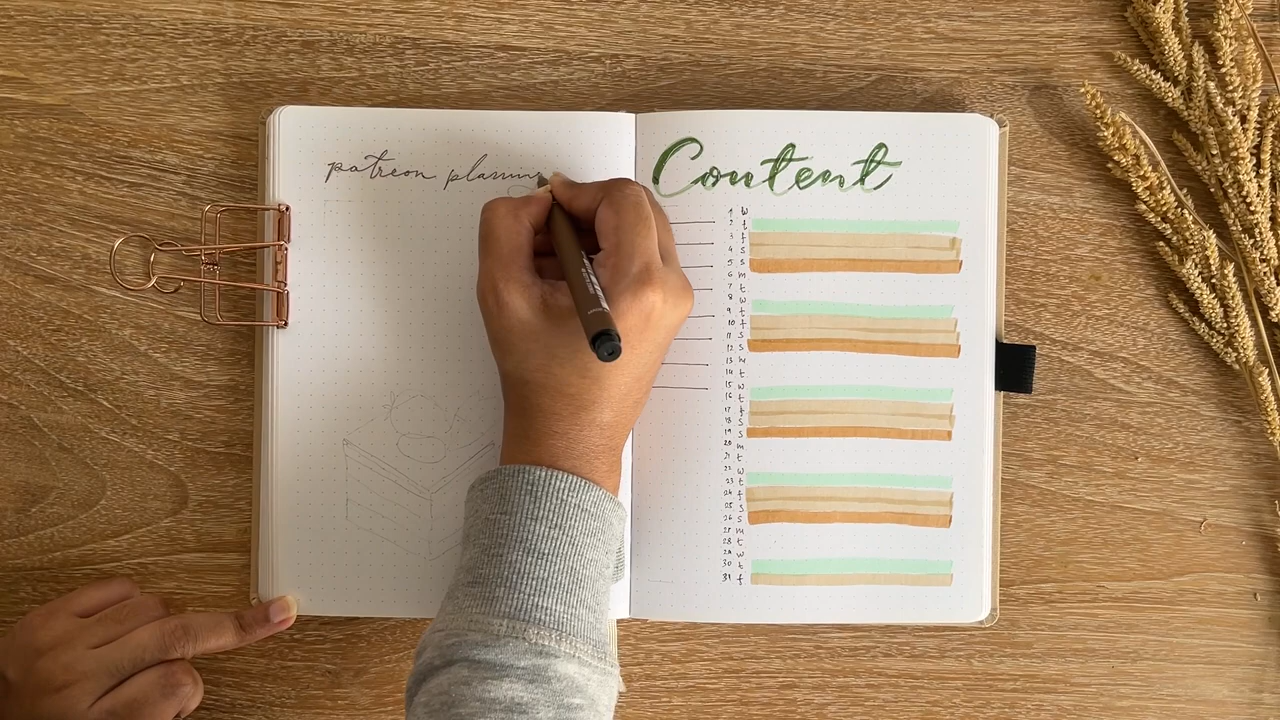 patreon plannin
Content
1 w
2 t
3 f
4 s
5 s
6 m
7 t
8 w
9 t
10 f
11 s
12 s
13 m
14 t
15 w
16 t
17 f
18 s
19 s
20 m
21 t
22 w
23 t
24 f
25 s
26 s
27 m
28 t
29 w
30 t
31 f